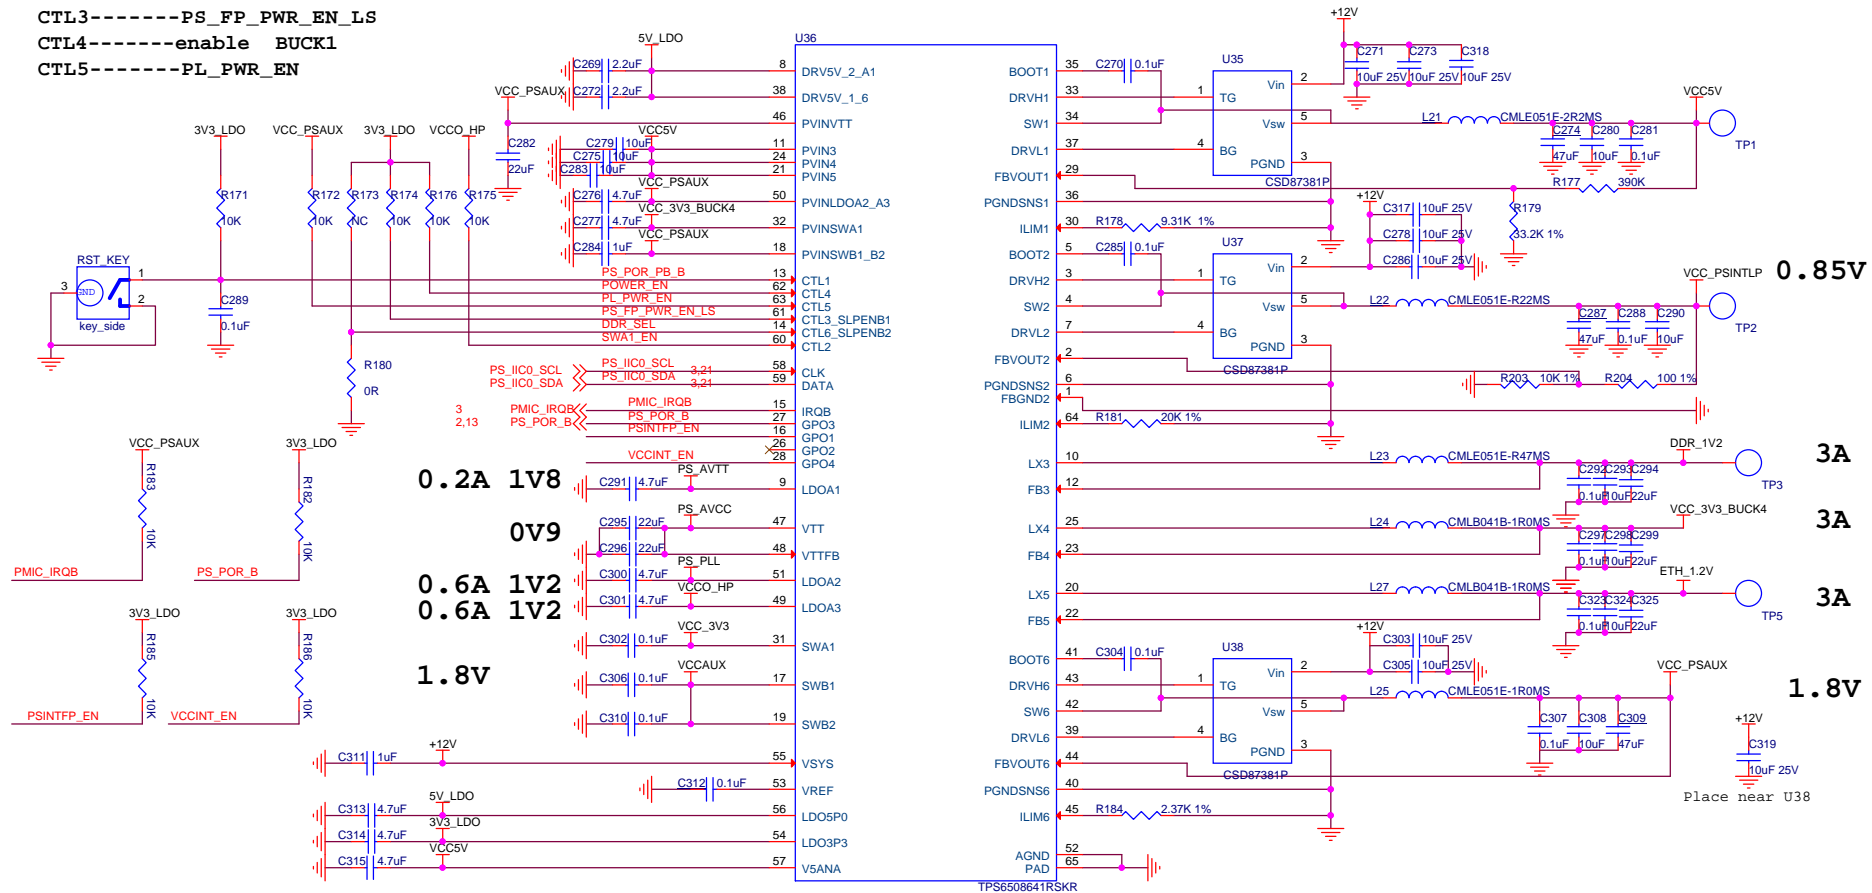 CTL3-------PS_FP_PWR_EN_LS
CTL4-------enable BUCK1
CTL5-------PL_PWR_EN
U36
TPS6508641RSKR
5V_LDO
C269 2.2uF
8 DRV5V_2_A1
C272 2.2uF
38 DRV5V_1_6
VCC_PSAUX
46 PVINVTT
C282
22uF
VCC5V
C279 10uF
11 PVIN3
C275 10uF
24 PVIN4
C283 10uF
21 PVIN5
VCC_PSAUX
C276 4.7uF
50 PVINLDOA2_A3
VCC_3V3_BUCK4
C277 4.7uF
32 PVINSWA1
VCC_PSAUX
C284 1uF
18 PVINSWB1_B2
3V3_LDO
R171
10K
VCC_PSAUX
R172
10K
R173
NC
3V3_LDO
R174
10K
R176
10K
VCCO_HP
R175
10K
RST_KEY
GND
1
2
3
key_side
C289
0.1uF
R180
0R
PS_POR_PB_B 13 CTL1
POWER_EN 62 CTL4
PL_PWR_EN 63 CTL5
PS_FP_PWR_EN_LS 61 CTL3_SLPENB1
DDR_SEL 14 CTL6_SLPENB2
SWA1_EN 60 CTL2
PS_IIC0_SCL PS_IIC0_SCL 3,21 58 CLK
PS_IIC0_SDA PS_IIC0_SDA 3,21 59 DATA
3 PMIC_IRQB PMIC_IRQB 15 IRQB
2,13 PS_POR_B PS_POR_B 27 GPO3
PSINTFP_EN 16 GPO1
26 GPO2
VCCINT_EN 28 GPO4
0.2A 1V8
PS_AVTT
C291 4.7uF
9 LDOA1
0V9
PS_AVCC
C295 22uF
47 VTT
C296 22uF
48 VTTFB
0.6A 1V2
PS_PLL
C300 4.7uF
51 LDOA2
0.6A 1V2
VCCO_HP
C301 4.7uF
49 LDOA3
VCC_3V3
C302 0.1uF
31 SWA1
1.8V
VCCAUX
C306 0.1uF
17 SWB1
C310 0.1uF
19 SWB2
+12V
C311 1uF
55 VSYS
C312 0.1uF
53 VREF
5V_LDO
C313 4.7uF
56 LDO5P0
3V3_LDO
C314 4.7uF
54 LDO3P3
VCC5V
C315 4.7uF
57 V5ANA
VCC_PSAUX
R183
10K
PMIC_IRQB
3V3_LDO
R182
10K
PS_POR_B
3V3_LDO
R185
10K
PSINTFP_EN
3V3_LDO
R186
10K
VCCINT_EN
BOOT1 35
C270 0.1uF
DRVH1 33
SW1 34
DRVL1 37
FBVOUT1 29
PGNDSNS1 36
ILIM1 30
R178 9.31K 1%
U35
1 TG
4 BG
Vin 2
Vsw 5
PGND 3
CSD87381P
+12V
C271
10uF 25V
C273
10uF 25V
C318
10uF 25V
L21 CMLE051E-2R2MS
VCC5V
TP1
C274
47uF
C280
10uF
C281
0.1uF
R177 390K
R179
33.2K 1%
BOOT2 5
C285 0.1uF
DRVH2 3
SW2 4
DRVL2 7
FBVOUT2 2
PGNDSNS2 6
FBGND2 1
ILIM2 64
R181 20K 1%
U37
1 TG
4 BG
Vin 2
Vsw 5
PGND 3
CSD87381P
+12V
C317 10uF 25V
C278 10uF 25V
C286 10uF 25V
L22 CMLE051E-R22MS
VCC_PSINTLP
0.85V
TP2
C287
47uF
C288
0.1uF
C290
10uF
R203 10K 1%
R204 100 1%
LX3 10
FB3 12
L23 CMLE051E-R47MS
DDR_1V2
3A
TP3
C292
0.1uF
C293
10uF
C294
22uF
LX4 25
FB4 23
L24 CMLB041B-1R0MS
VCC_3V3_BUCK4
3A
C297
0.1uF
C298
10uF
C299
22uF
LX5 20
FB5 22
L27 CMLB041B-1R0MS
ETH_1.2V
3A
TP5
C323
0.1uF
C324
10uF
C325
22uF
BOOT6 41
C304 0.1uF
DRVH6 43
SW6 42
DRVL6 39
FBVOUT6 44
PGNDSNS6 40
ILIM6 45
R184 2.37K 1%
AGND 52
PAD 65
U38
1 TG
4 BG
Vin 2
Vsw 5
PGND 3
CSD87381P
+12V
C303 10uF 25V
C305 10uF 25V
L25 CMLE051E-1R0MS
VCC_PSAUX
1.8V
C307
0.1uF
C308
10uF
C309
47uF
+12V
C319
10uF 25V
Place near U38